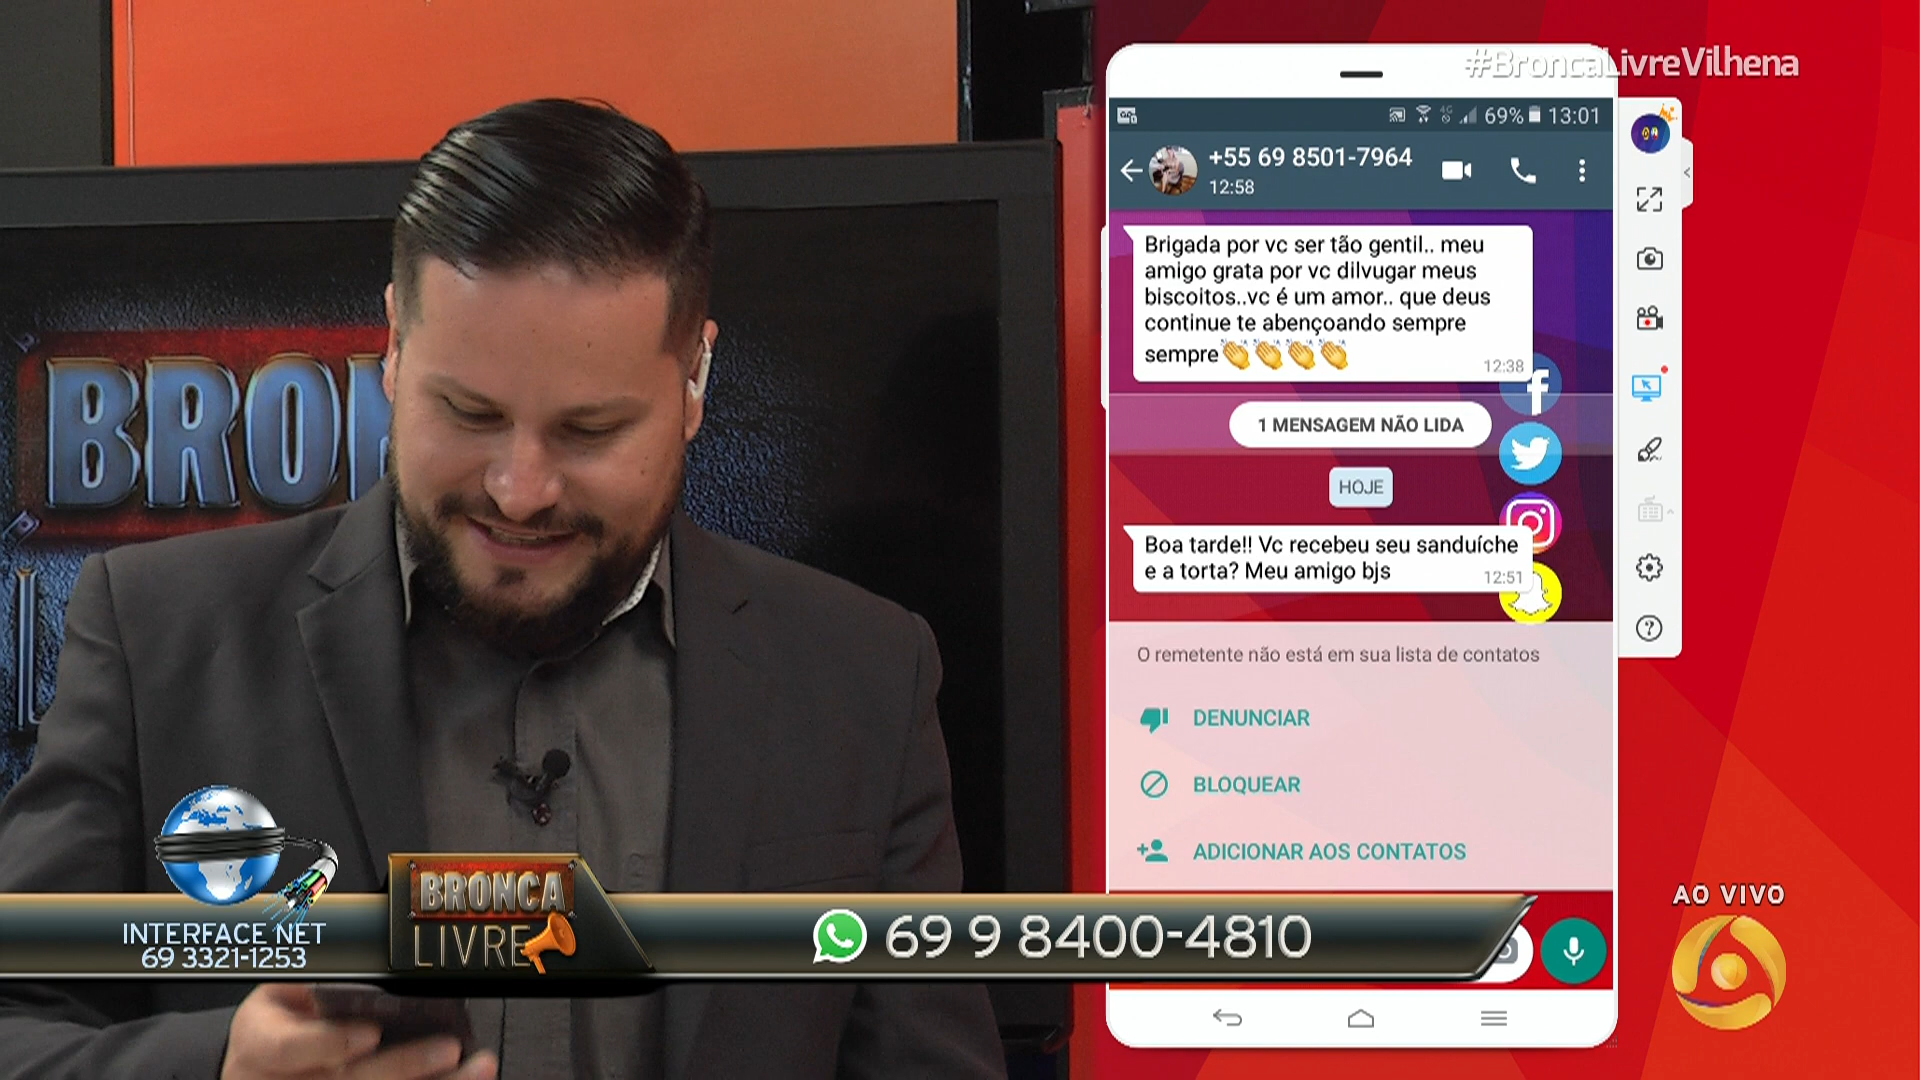 #BroncaLivreVilhena
69%
13:01
+55 69 8501-7964
12:58
Brigada por vc ser tão gentil.. meu
amigo grata por vc dilvugar meus
biscoitos..vc é um amor.. que deus
continue te abençoando sempre
sempre👏👏👏👏
12:38
1 MENSAGEM NÃO LIDA
HOJE
Boa tarde!! Vc recebeu seu sanduíche
e a torta? Meu amigo bjs
12:51
O remetente não está em sua lista de contatos
DENUNCIAR
BLOQUEAR
ADICIONAR AOS CONTATOS
BRON
L
INTERFACE NET
69 3321-1253
BRONCA
LIVRE
69 9 8400-4810
AO VIVO